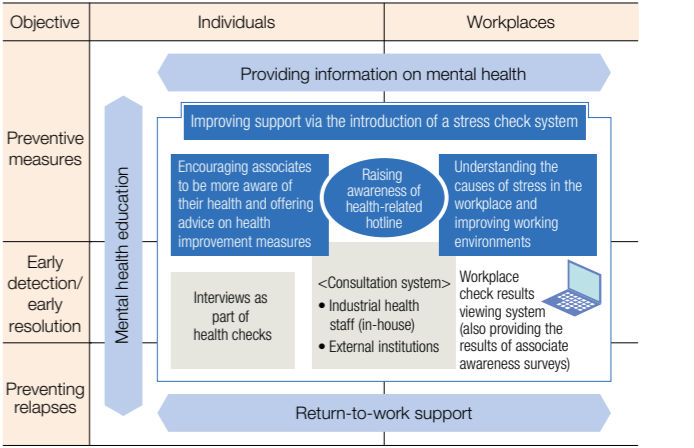 Objective
Individuals
Workplaces
Preventive
measures
Early
detection/
early
resolution
Preventing
relapses
Mental health education
Providing information on mental health
Improving support via the introduction of a stress check system
Encouraging associates
to be more aware of
their health and offering
advice on health
improvement measures
Raising
awareness of
health-related
hotline
Understanding the
causes of stress in the
workplace and
improving working
environments
Interviews as
part of
health checks
<Consultation system>
• Industrial health
staff (in-house)
• External institutions
Workplace
check results
viewing system
(also providing the
results of associate
awareness surveys)
Return-to-work support